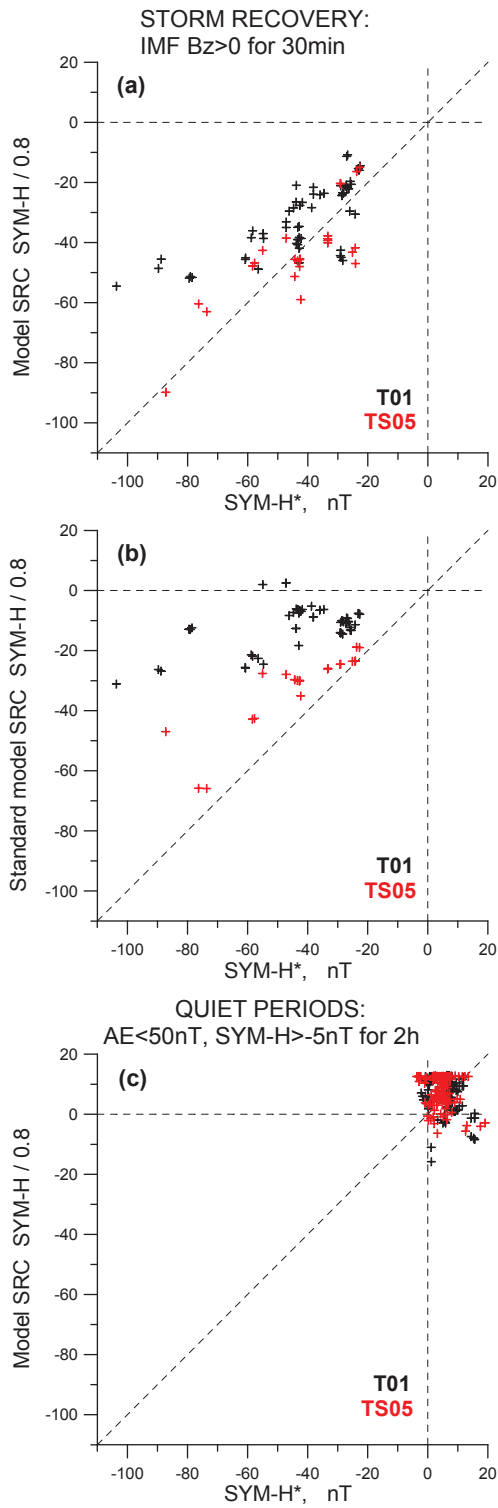 STORM RECOVERY:
IMF Bz>0 for 30min
(a)
20
0
-20
-40
-60
-80
-100
Model SRC SYM-H / 0.8
T01
TS05
-100 -80 -60 -40 -20 0 20
SYM-H*, nT
(b)
20
0
-20
-40
-60
-80
-100
Standard model SRC SYM-H / 0.8
T01
TS05
-100 -80 -60 -40 -20 0 20
SYM-H*, nT
QUIET PERIODS:
AE<50nT, SYM-H>-5nT for 2h
(c)
20
0
-20
-40
-60
-80
-100
Model SRC SYM-H / 0.8
T01
TS05
-100 -80 -60 -40 -20 0 20
SYM-H*, nT